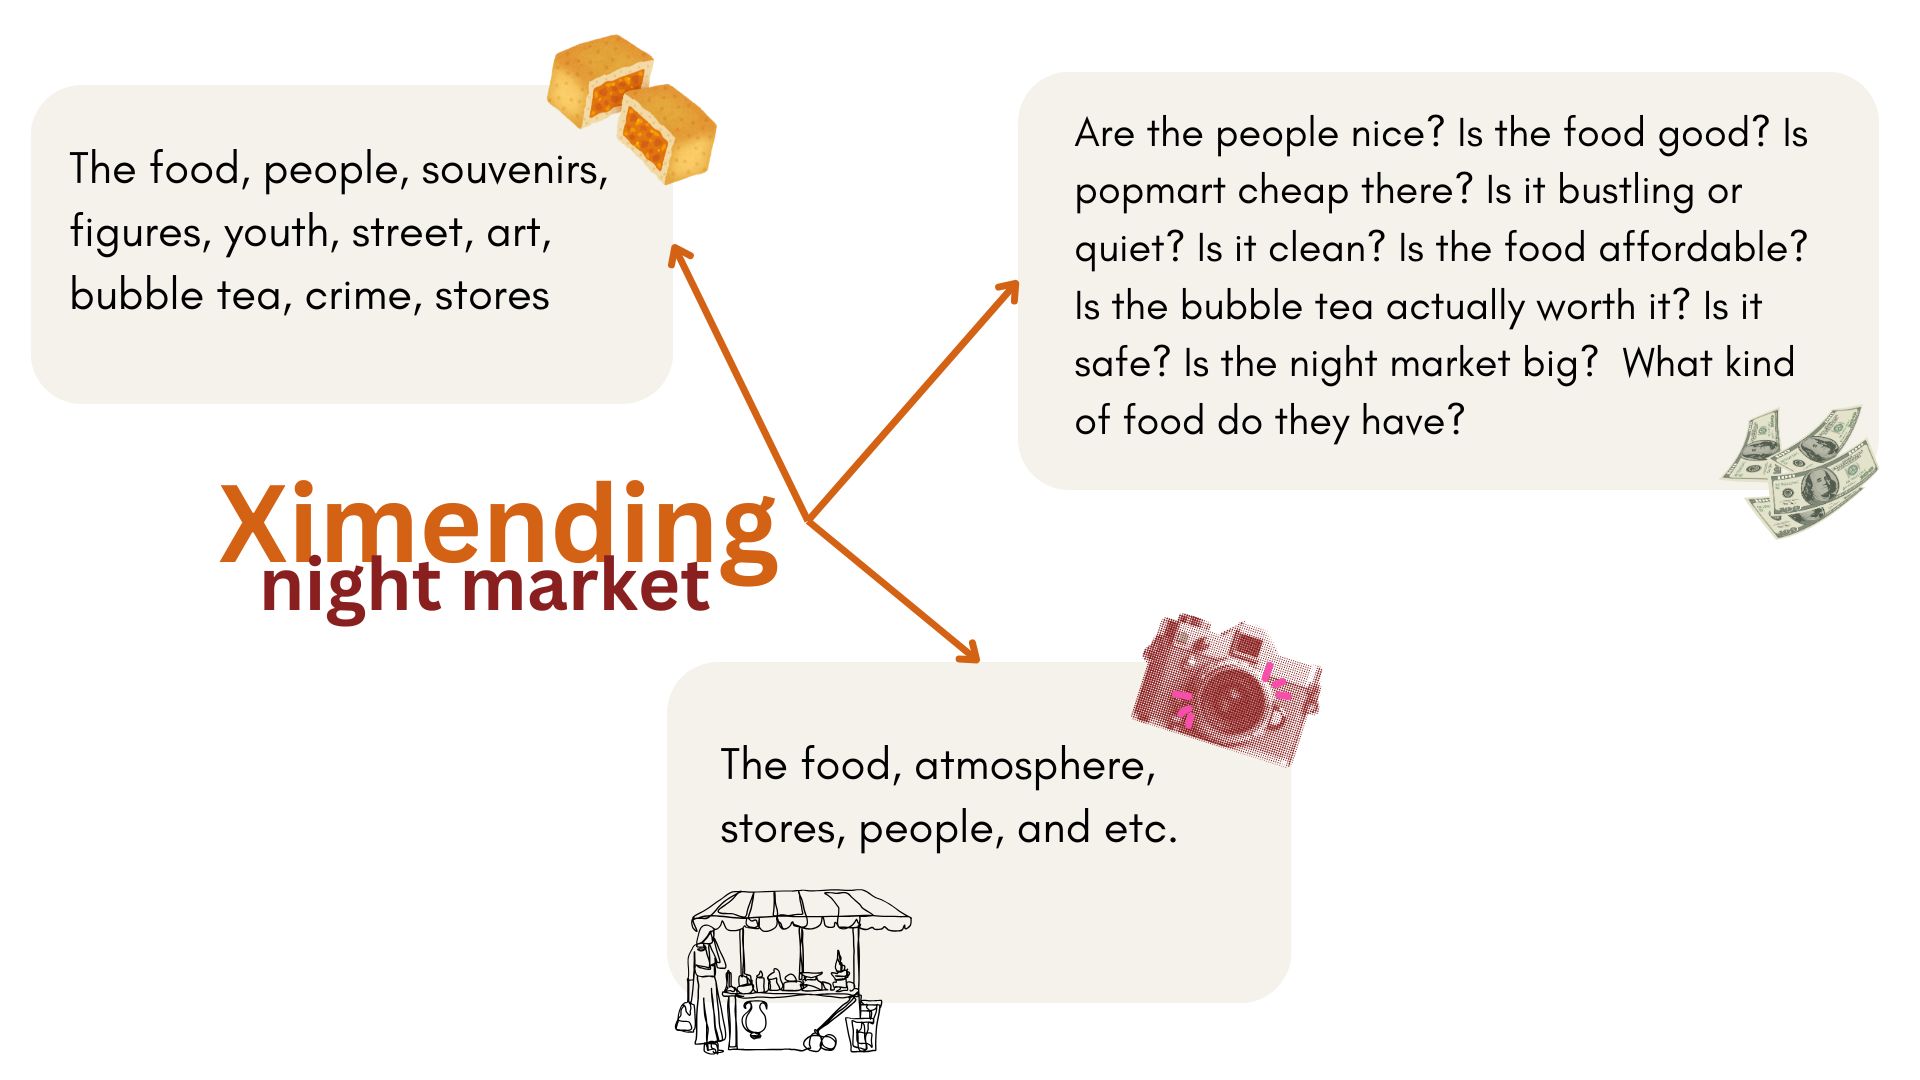 The food, people, souvenirs,
figures, youth, street, art,
bubble tea, crime, stores
Are the people nice? Is the food good? Is
popmart cheap there? Is it bustling or
quiet? Is it clean? Is the food affordable?
Is the bubble tea actually worth it? Is it
safe? Is the night market big?  What kind
of food do they have?
Ximending
night market
The food, atmosphere,
stores, people, and etc.